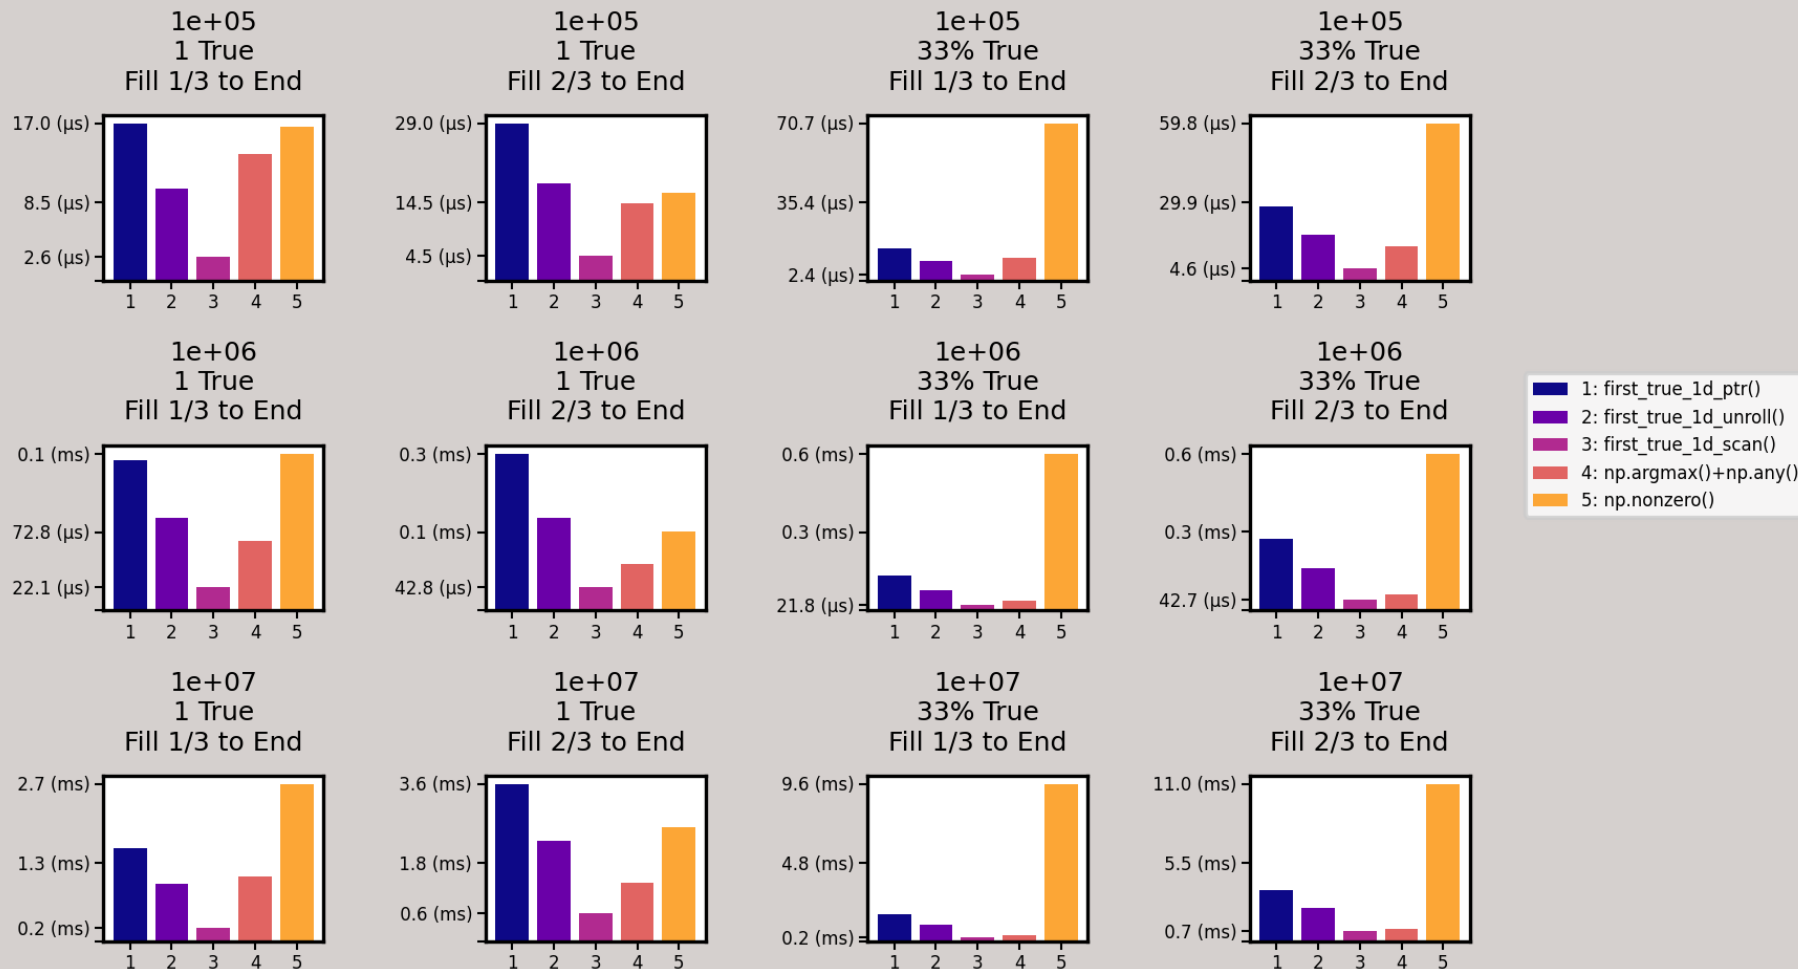 1e+05
1 True
Fill 1/3 to End
17.0 (µs)
8.5 (µs)
2.6 (µs)
1 2 3 4 5
1e+05
1 True
Fill 2/3 to End
29.0 (µs)
14.5 (µs)
4.5 (µs)
1 2 3 4 5
1e+05
33% True
Fill 1/3 to End
70.7 (µs)
35.4 (µs)
2.4 (µs)
1 2 3 4 5
1e+05
33% True
Fill 2/3 to End
59.8 (µs)
29.9 (µs)
4.6 (µs)
1 2 3 4 5
1e+06
1 True
Fill 1/3 to End
0.1 (ms)
72.8 (µs)
22.1 (µs)
1 2 3 4 5
1e+06
1 True
Fill 2/3 to End
0.3 (ms)
0.1 (ms)
42.8 (µs)
1 2 3 4 5
1e+06
33% True
Fill 1/3 to End
0.6 (ms)
0.3 (ms)
21.8 (µs)
1 2 3 4 5
1e+06
33% True
Fill 2/3 to End
0.6 (ms)
0.3 (ms)
42.7 (µs)
1 2 3 4 5
1: first_true_1d_ptr()
2: first_true_1d_unroll()
3: first_true_1d_scan()
4: np.argmax()+np.any()
5: np.nonzero()
1e+07
1 True
Fill 1/3 to End
2.7 (ms)
1.3 (ms)
0.2 (ms)
1 2 3 4 5
1e+07
1 True
Fill 2/3 to End
3.6 (ms)
1.8 (ms)
0.6 (ms)
1 2 3 4 5
1e+07
33% True
Fill 1/3 to End
9.6 (ms)
4.8 (ms)
0.2 (ms)
1 2 3 4 5
1e+07
33% True
Fill 2/3 to End
11.0 (ms)
5.5 (ms)
0.7 (ms)
1 2 3 4 5